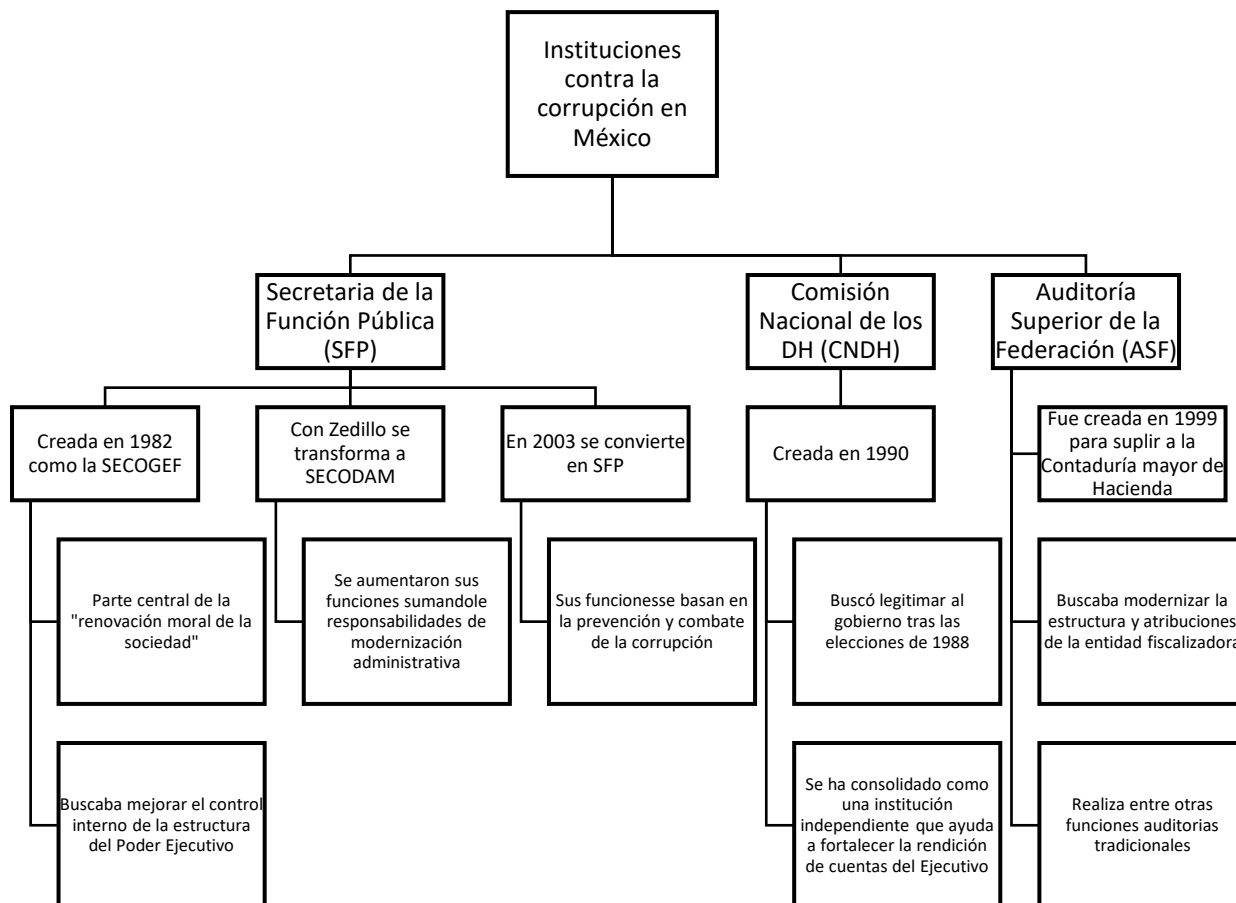 Instituciones
contra la
corrupción en
México
Secretaria de la
Función Pública
(SFP)
Comisión
Nacional de los
DH (CNDH)
Auditoría
Superior de la
Federación (ASF)
Creada en 1982
como la SECOGEF
Con Zedillo se
transforma a
SECODAM
En 2003 se convierte
en SFP
Creada en 1990
Fue creada en 1999
para suplir a la
Contaduría mayor de
Hacienda
Parte central de la
"renovación moral de la
sociedad"
Se aumentaron sus
funciones sumandole
responsabilidades de
modernización
administrativa
Sus funcionesse basan en
la prevención y combate
de la corrupción
Buscó legitimar al
gobierno tras las
elecciones de 1988
Buscaba modernizar la
estructura y atribuciones
de la entidad fiscalizadora
Buscaba mejorar el control
interno de la estructura
del Poder Ejecutivo
Se ha consolidado como
una institución
independiente que ayuda
a fortalecer la rendición
de cuentas del Ejecutivo
Realiza entre otras
funciones auditorias
tradicionales